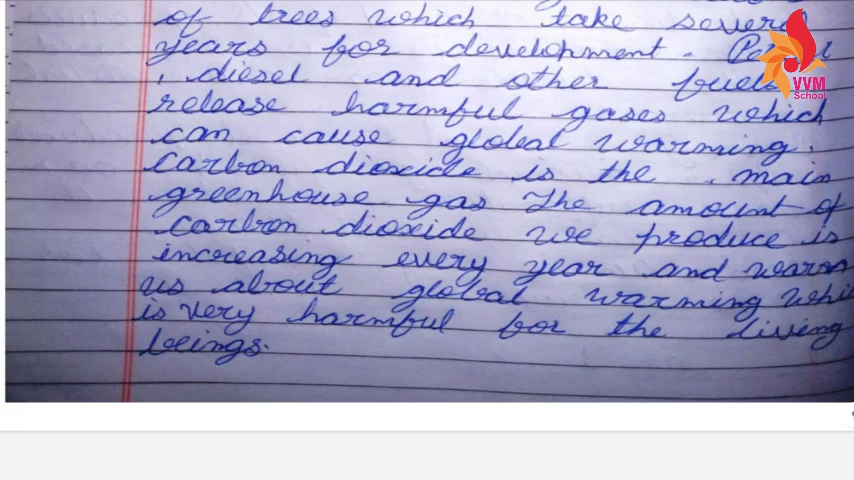 of trees which take several
years for development. Petrol
, diesel and other fuels
release harmful gases which
can cause global warming.
Carbon dioxide is the main
greenhouse gas The amount of
carbon dioxide we produce is
increasing every year and warns
us about global warming whi
is very harmful for the living
beings.
VVM
School